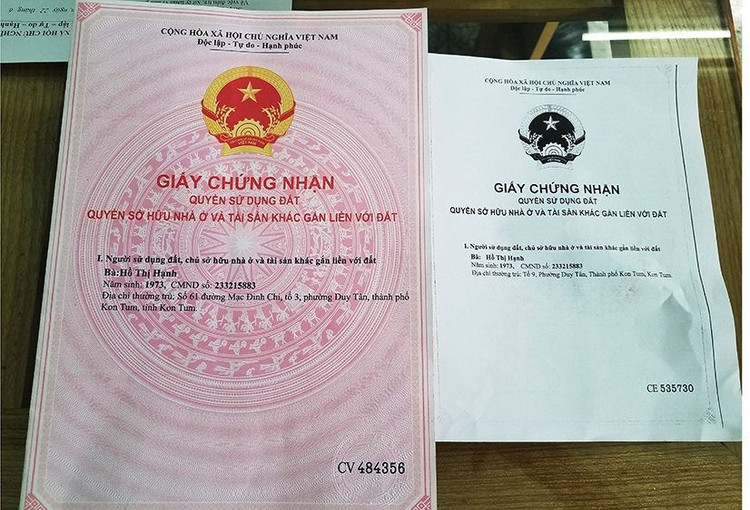 CỘNG HÒA XÃ HỘI CHỦ NGHĨA VIỆT NAM
Độc lập - Tự do - Hạnh phúc
GIẤY CHỨNG NHẬN
QUYỀN SỬ DỤNG ĐẤT
QUYỀN SỞ HỮU NHÀ Ở VÀ TÀI SẢN KHÁC GẮN LIỀN VỚI ĐẤT
I. Người sử dụng đất, chủ sở hữu nhà ở và tài sản khác gắn liền với đất
Bà: Hồ Thị Hạnh
Năm sinh: 1973, CMND số: 233215883
Địa chỉ thường trú: Số 61 đường Mạc Đĩnh Chi, tổ 3, phường Duy Tân, thành phố
Kon Tum, tỉnh Kon Tum.
CV 484356
CỘNG HÒA XÃ HỘI CHỦ NGHĨA VIỆT NAM
Độc lập - Tự do - Hạnh phúc
GIẤY CHỨNG NHẬN
QUYỀN SỬ DỤNG ĐẤT
QUYỀN SỞ HỮU NHÀ Ở VÀ TÀI SẢN KHÁC GẮN LIỀN VỚI ĐẤT
I. Người sử dụng đất, chủ sở hữu nhà ở và tài sản khác gắn liền với đất
Bà: Hồ Thị Hạnh
Năm sinh: 1973, CMND số: 233215883
Địa chỉ thường trú: Tổ 9, Phường Duy Tân, Thành phố Kon Tum, Kon Tum.
CE 535730